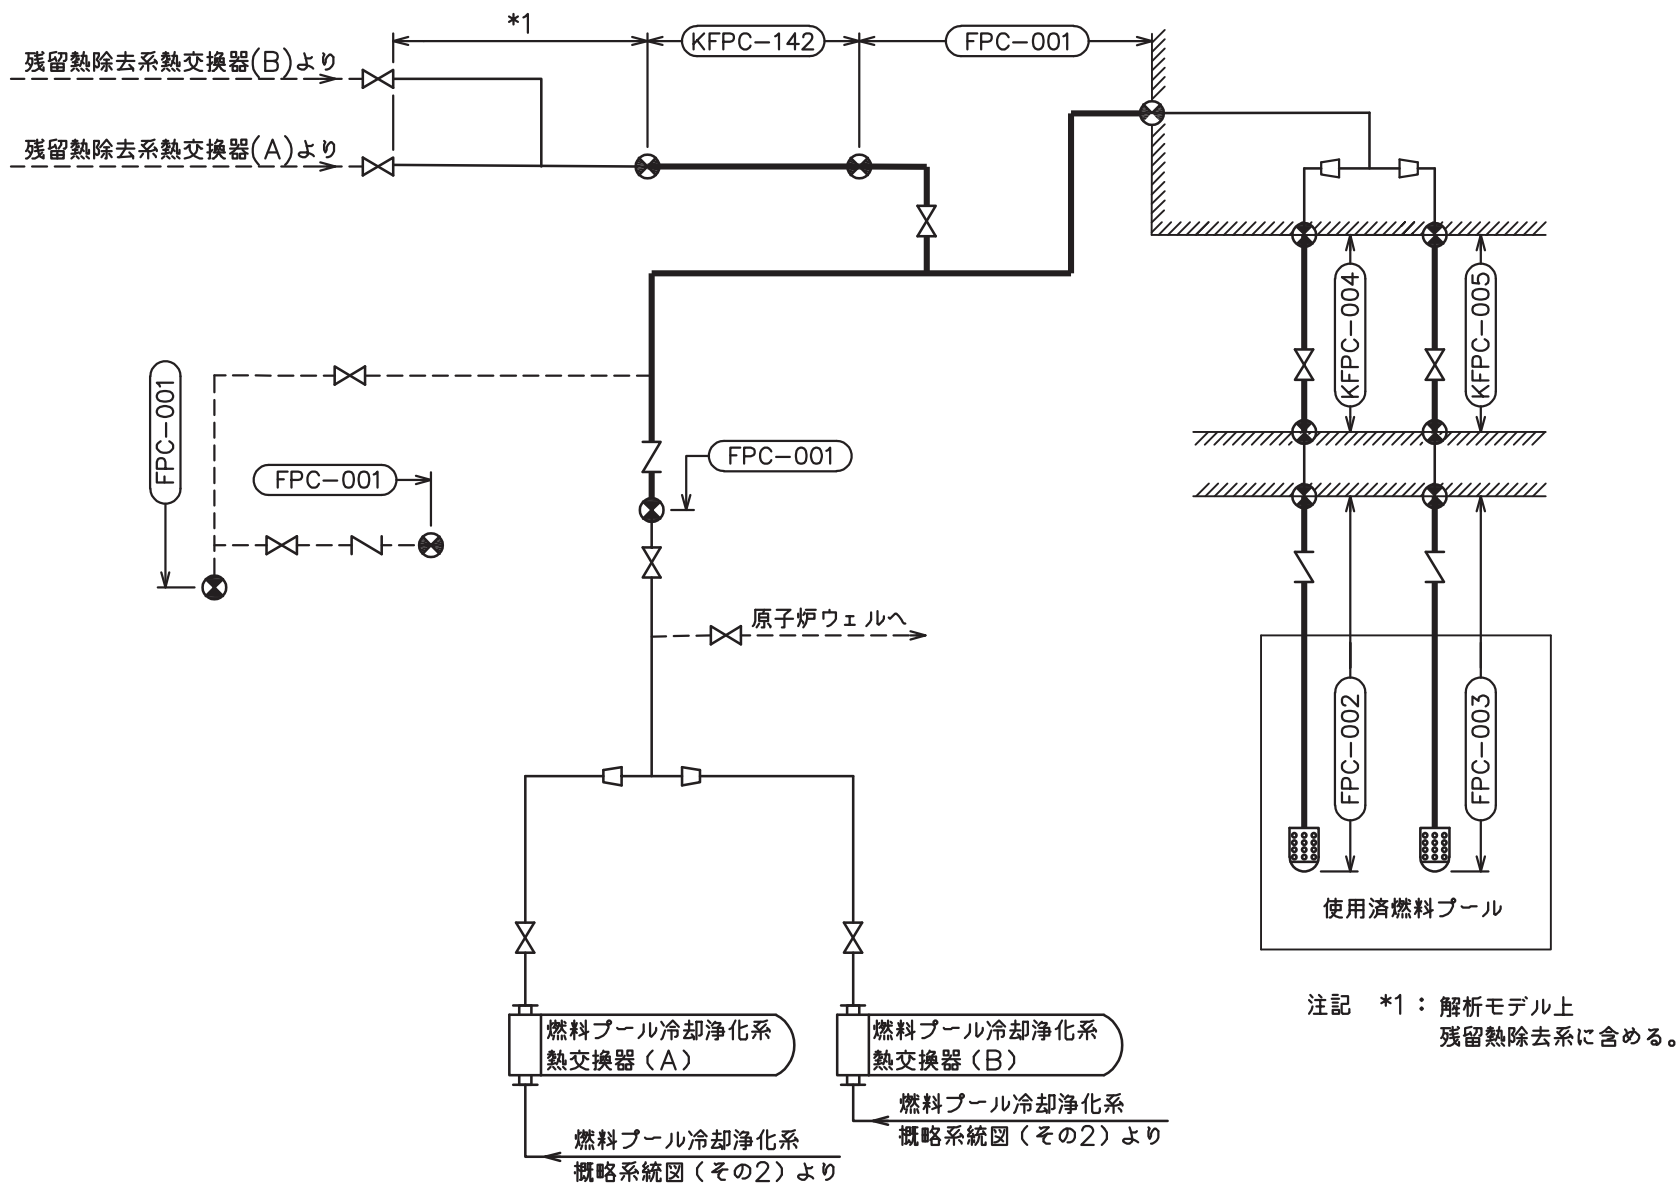 *1
KFPC-142
FPC-001
残留熱除去系熱交換器(B)より
残留熱除去系熱交換器(A)より
KFPC-004
KFPC-005
FPC-001
FPC-001
FPC-001
原子炉ウェルへ
FPC-002
FPC-003
使用済燃料プール
注記 *1：解析モデル上
残留熱除去系に含める。
燃料プール冷却浄化系
熱交換器(A)
燃料プール冷却浄化系
熱交換器(B)
燃料プール冷却浄化系
概略系統図(その2)より
燃料プール冷却浄化系
概略系統図(その2)より